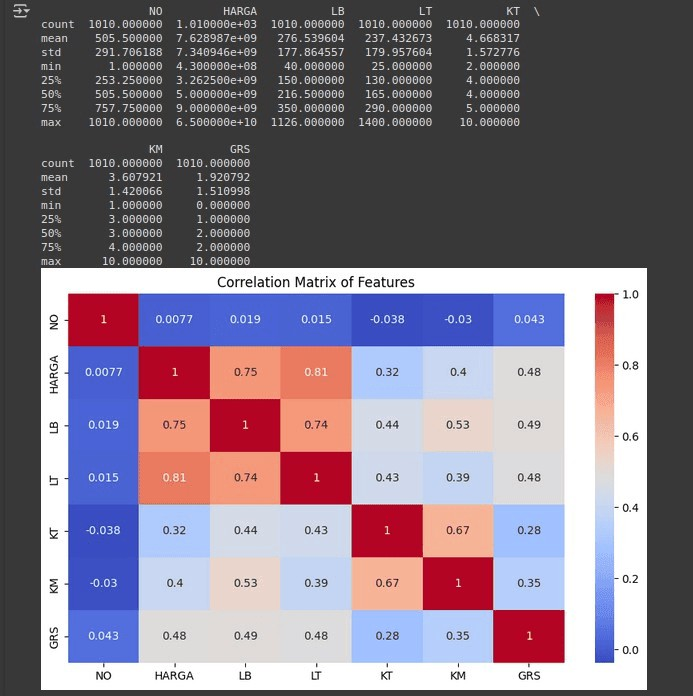 NO HARGA LB LT KT \
count 1010.000000 1.010000e+03 1010.000000 1010.000000 1010.000000
mean 505.500000 7.628987e+09 276.539604 237.432673 4.668317
std 291.706188 7.340946e+09 177.864557 179.957604 1.572776
min 1.000000 4.300000e+08 40.000000 25.000000 2.000000
25% 253.250000 3.262500e+09 150.000000 130.000000 4.000000
50% 505.500000 5.000000e+09 216.500000 165.000000 4.000000
75% 757.750000 9.000000e+09 350.000000 290.000000 5.000000
max 1010.000000 6.500000e+10 1126.000000 1400.000000 10.000000
KM GRS
count 1010.000000 1010.000000
mean 3.607921 1.920792
std 1.420066 1.510998
min 1.000000 0.000000
25% 3.000000 1.000000
50% 3.000000 2.000000
75% 4.000000 2.000000
max 10.000000 10.000000
Correlation Matrix of Features
NO 1 0.0077 0.019 0.015 -0.038 -0.03 0.043
HARGA 0.0077 1 0.75 0.81 0.32 0.4 0.48
LB 0.019 0.75 1 0.74 0.44 0.53 0.49
LT 0.015 0.81 0.74 1 0.43 0.39 0.48
KT -0.038 0.32 0.44 0.43 1 0.67 0.28
KM -0.03 0.4 0.53 0.39 0.67 1 0.35
GRS 0.043 0.48 0.49 0.48 0.28 0.35 1
NO HARGA LB LT KT KM GRS
1.0
0.8
0.6
0.4
0.2
0.0